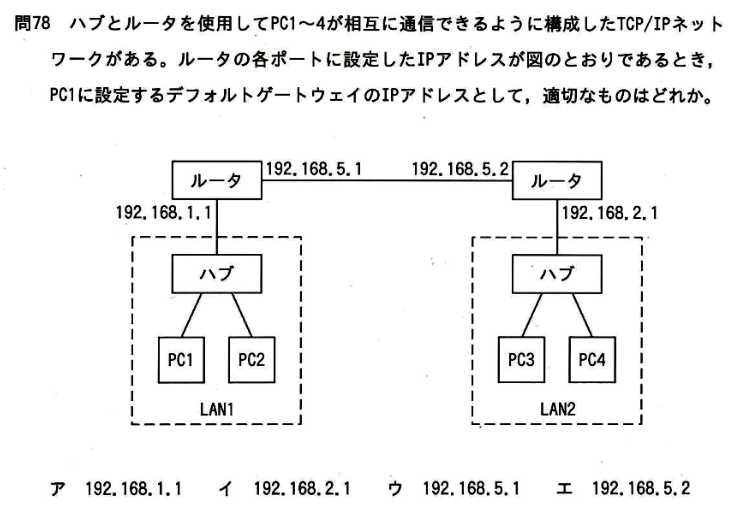 問78 ハブとルータを使用してPC1～4が相互に通信できるように構成したTCP/IPネット
ワークがある。ルータの各ポートに設定したIPアドレスが図のとおりであるとき，
PC1に設定するデフォルトゲートウェイのIPアドレスとして，適切なものはどれか。
ルータ 192.168.5.1 192.168.5.2 ルータ
192.168.1.1 192.168.2.1
ハブ ハブ
PC1 PC2 PC3 PC4
LAN1 LAN2
ア 192.168.1.1 イ 192.168.2.1 ウ 192.168.5.1 エ 192.168.5.2